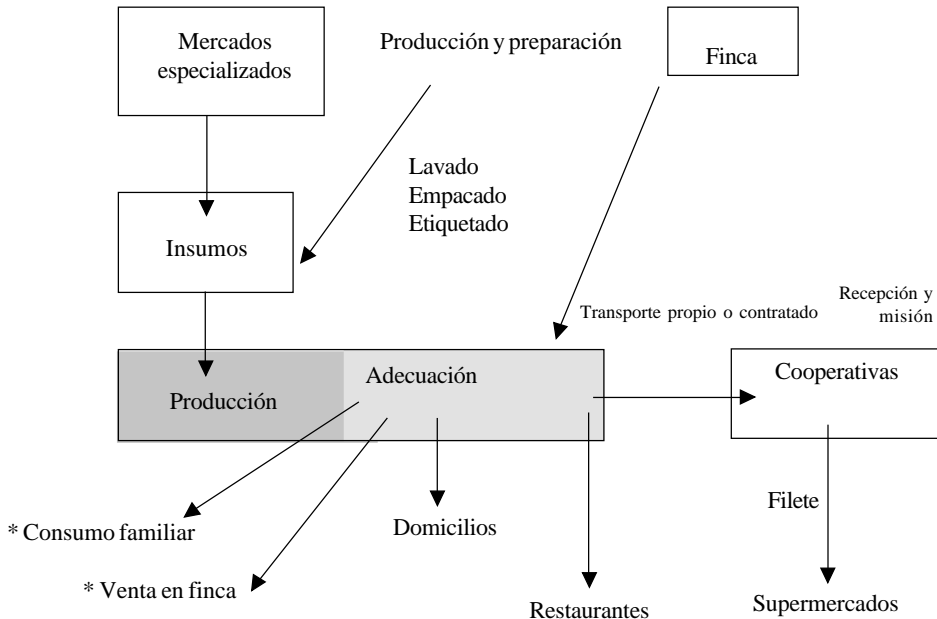 Mercados
especializados
Producción y preparación
Finca
Lavado
Empacado
Etiquetado
Insumos
Transporte propio o contratado
Recepción y
misión
Adecuación
Producción
Cooperativas
Filete
* Consumo familiar
Domicilios
* Venta en finca
Restaurantes
Supermercados